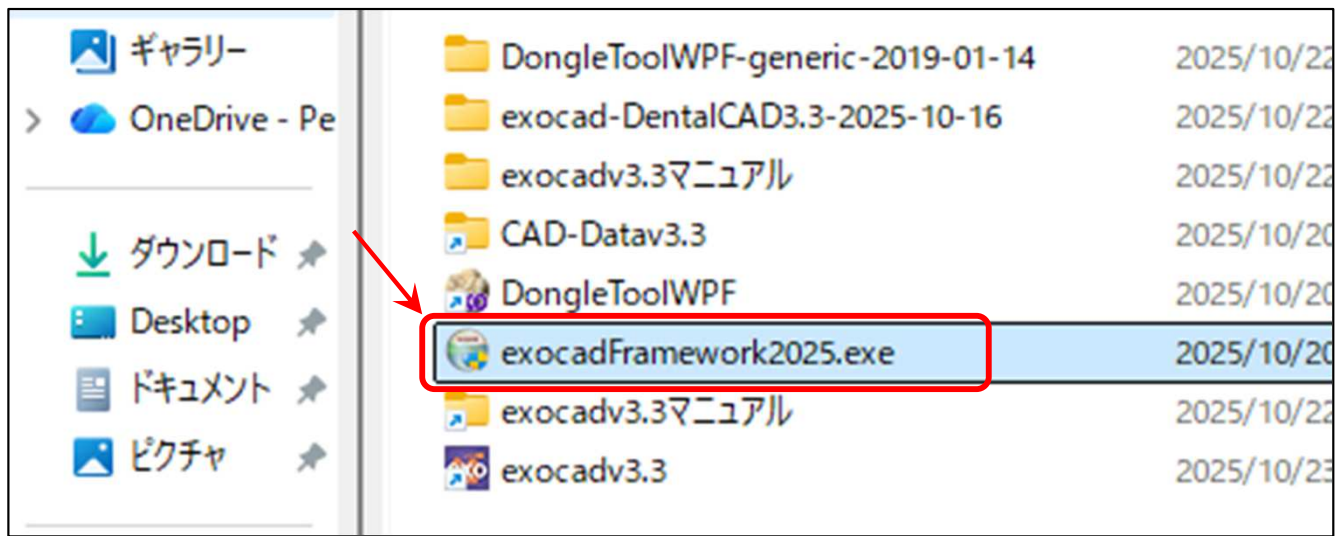 ギャラリー
OneDrive - Pe
ダウンロード
Desktop
ドキュメント
ピクチャ
DongleToolWPF-generic-2019-01-14 2025/10/22
exocad-DentalCAD3.3-2025-10-16 2025/10/22
exocadv3.3マニュアル 2025/10/22
CAD-Datav3.3 2025/10/20
DongleToolWPF 2025/10/20
exocadFramework2025.exe 2025/10/20
exocadv3.3マニュアル 2025/10/22
exocadv3.3 2025/10/23